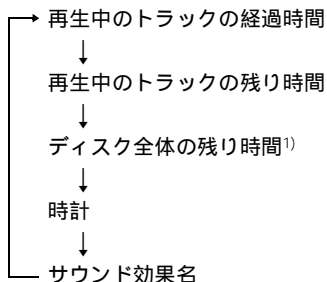 再生中のトラックの経過時間
再生中のトラックの残り時間
ディスク全体の残り時間1)
時計
サウンド効果名